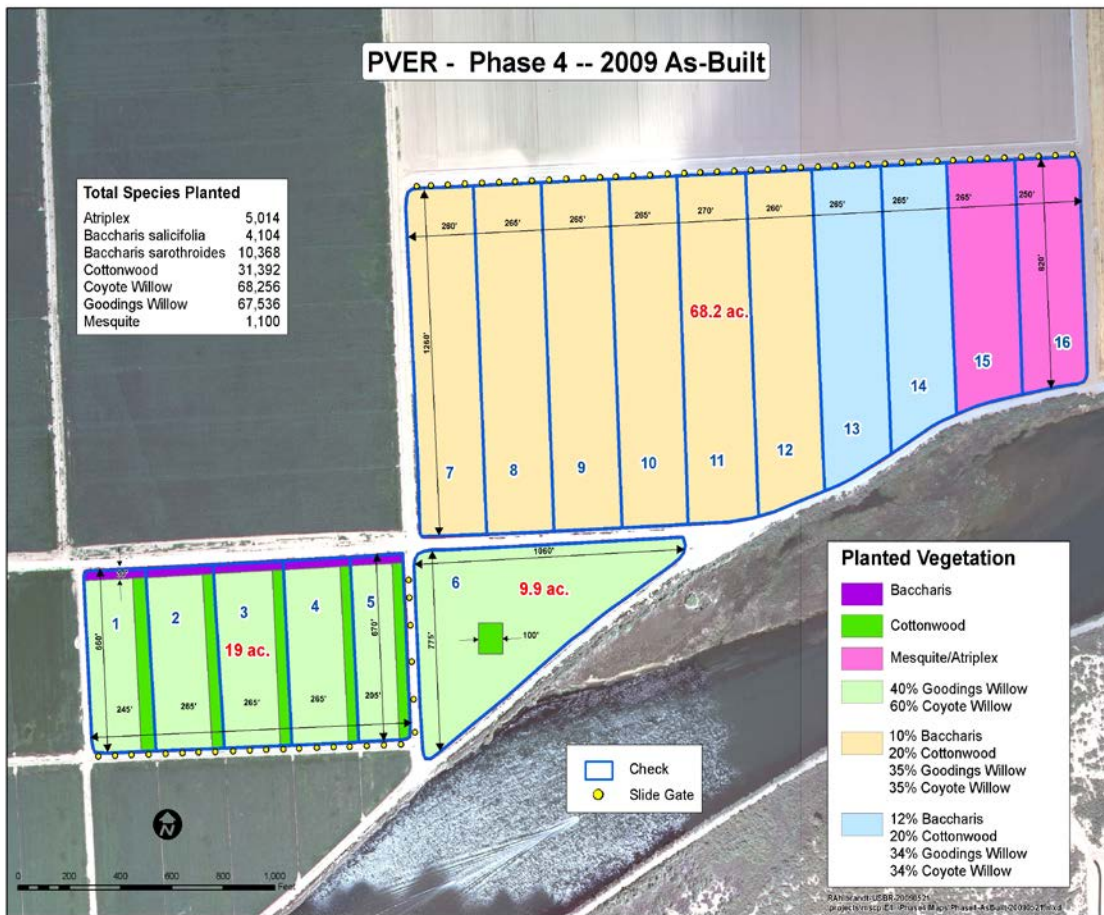 PVER - Phase 4 -- 2009 As-Built
Total Species Planted
Atriplex 5,014
Baccharis salicifolia 4,104
Baccharis sarothroides 10,368
Cottonwood 31,392
Coyote Willow 68,256
Goodings Willow 67,536
Mesquite 1,100
280' 265' 265' 265' 270' 260' 265' 265' 265' 250'
1260'
820'
68.2 ac.
7 8 9 10 11 12 13 14 15 16
1 2 3 4 5
660'
670'
19 ac.
245' 265' 265' 265' 205'
1060'
6
9.9 ac.
775'
100'
Planted Vegetation
Baccharis
Cottonwood
Mesquite/Atriplex
40% Goodings Willow
60% Coyote Willow
10% Baccharis
20% Cottonwood
35% Goodings Willow
35% Coyote Willow
12% Baccharis
20% Cottonwood
34% Goodings Willow
34% Coyote Willow
Check
Slide Gate
N
0 200 400 600 800 1,000
Feet